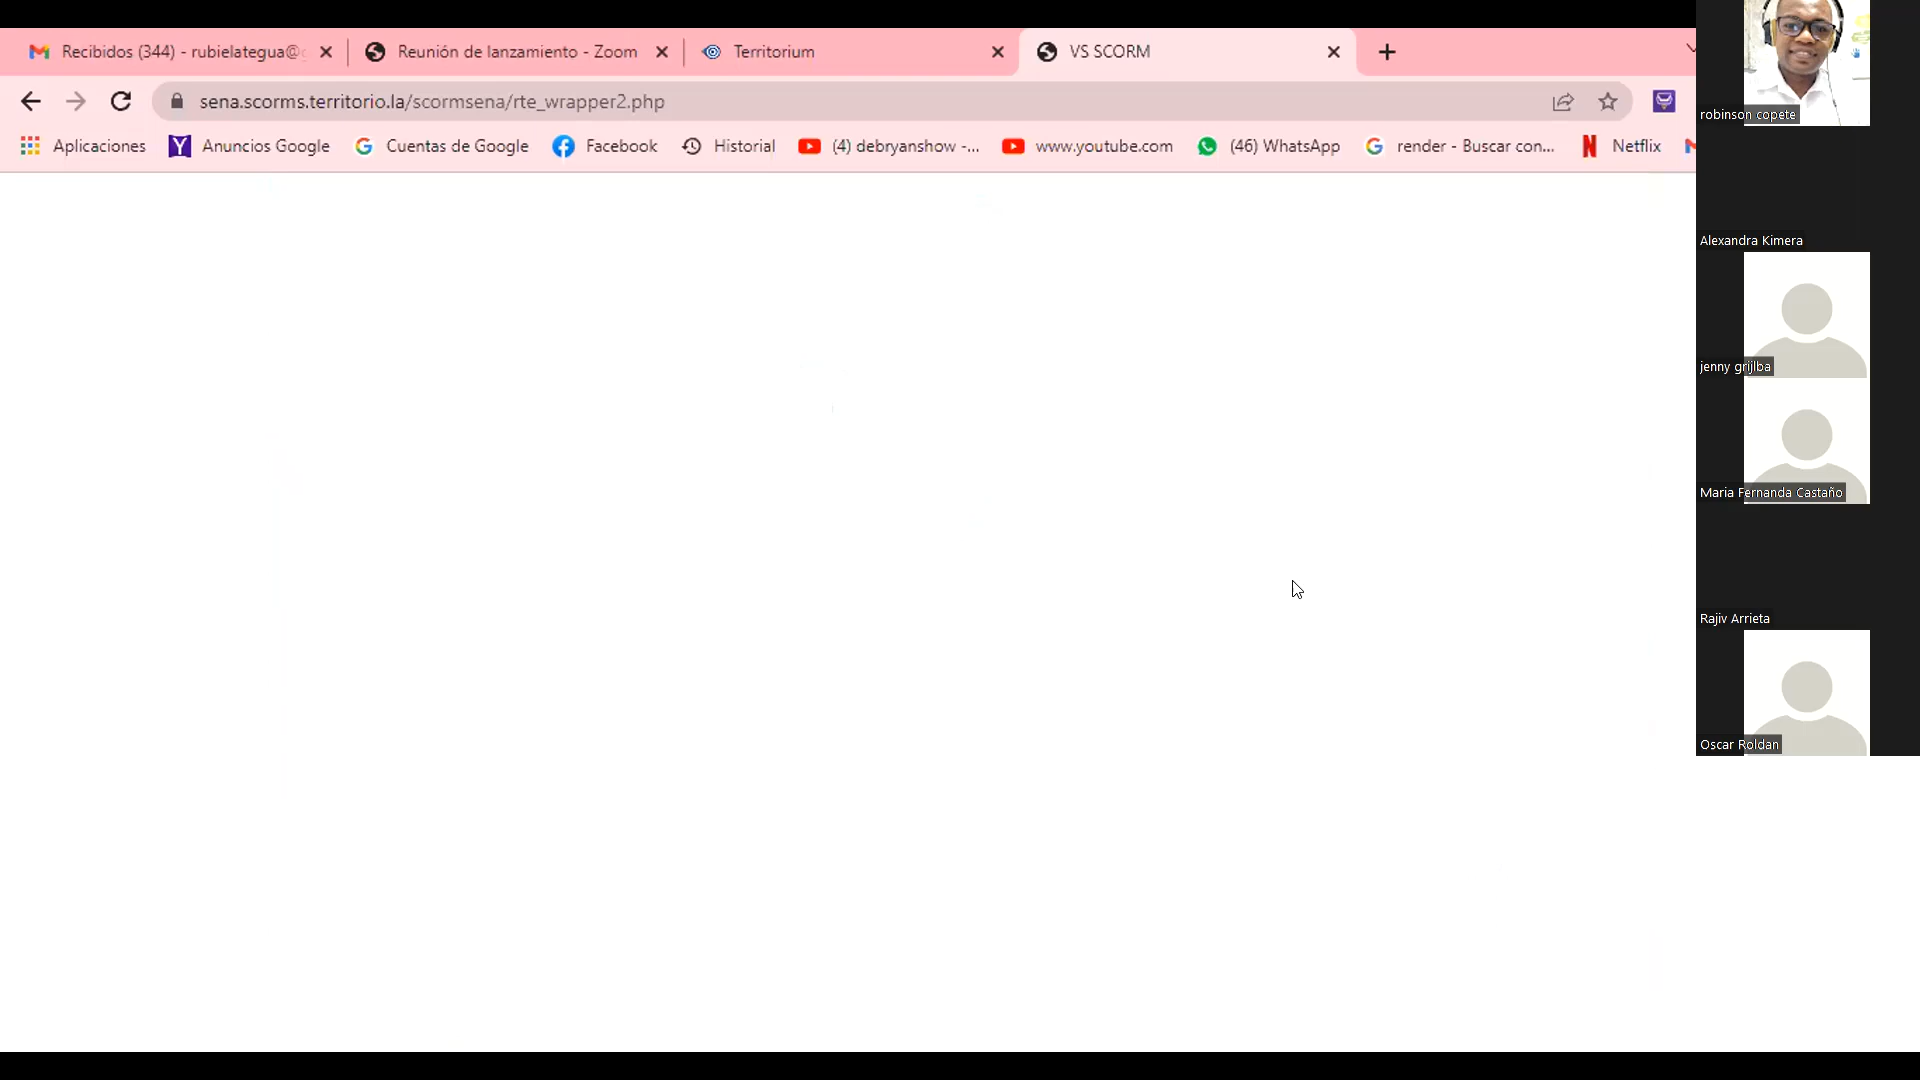 Recibidos (344) - rubielategua@
Reunión de lanzamiento - Zoom
Territorium
VS SCORM
sena.scorms.territorio.la/scormsena/rte_wrapper2.php
Aplicaciones
Anuncios Google
Cuentas de Google
Facebook
Historial
(4) debryanshow -...
www.youtube.com
(46) WhatsApp
render - Buscar con...
Netflix
robinson copete
Alexandra Kimera
jenny grijlba
Maria Fernanda Castaño
Rajiv Arrieta
Oscar Roldan